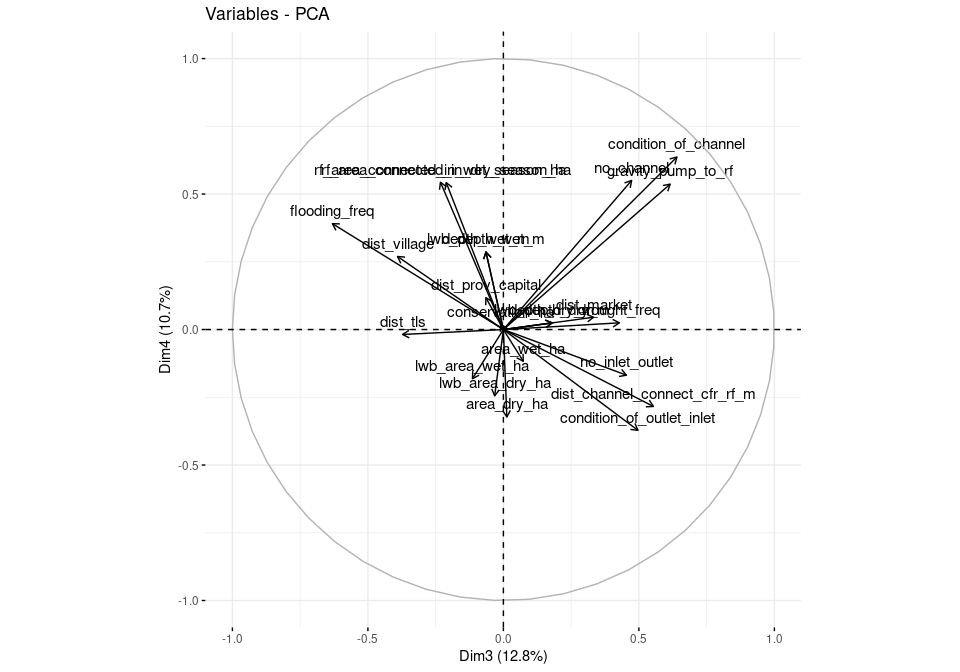 Variables - PCA
1.0
condition_of_channel
no_channel
gravity_pump_to_rf
0.5
flooding_freq
dist_village
dist_prov_capital
dist_market
dist_tls
0.0
area_wet_ha
no_inlet_outlet
lwb_area_wet_ha
lwb_area_dry_ha
dist_channel_connect_cfr_rf_m
area_dry_ha
condition_of_outlet_inlet
-0.5
-1.0
-1.0
-0.5
0.0
0.5
1.0
Dim3 (12.8%)
Dim4 (10.7%)